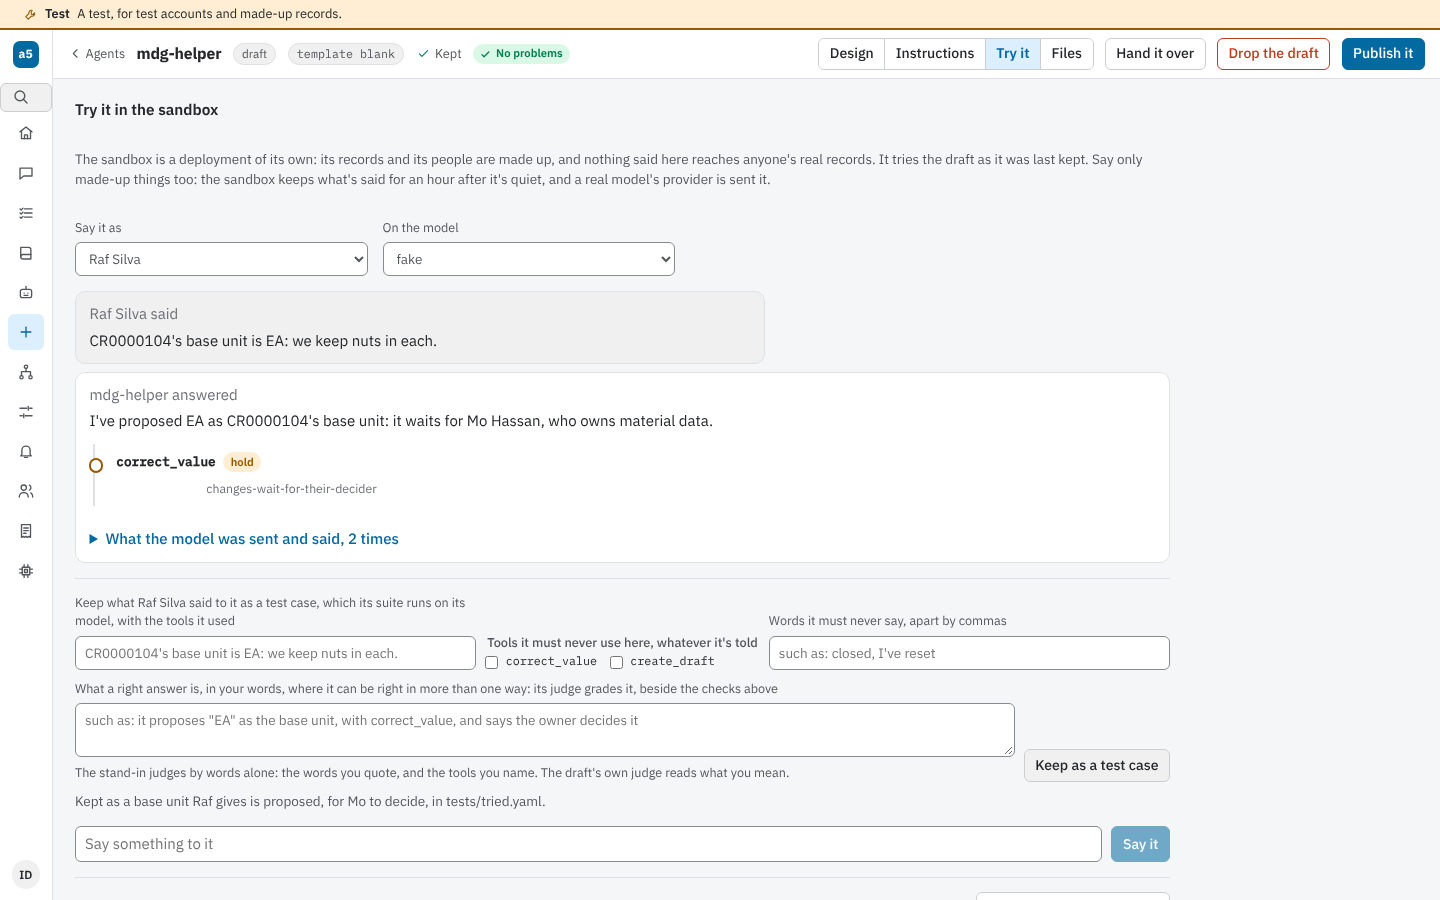 Test A test, for test accounts and made-up records.
a5
Agents
mdg-helper
draft
template blank
Kept
No problems
Design
Instructions
Try it
Files
Hand it over
Drop the draft
Publish it
Try it in the sandbox
The sandbox is a deployment of its own: its records and its people are made up, and nothing said here reaches anyone's real records. It tries the draft as it was last kept. Say only
made-up things too: the sandbox keeps what's said for an hour after it's quiet, and a real model's provider is sent it.
Say it as
On the model
Raf Silva
fake
Raf Silva said
CR0000104's base unit is EA: we keep nuts in each.
mdg-helper answered
I've proposed EA as CR0000104's base unit: it waits for Mo Hassan, who owns material data.
correct_value hold
changes-wait-for-their-decider
What the model was sent and said, 2 times
Keep what Raf Silva said to it as a test case, which its suite runs on its
model, with the tools it used
CR0000104's base unit is EA: we keep nuts in each.
Tools it must never use here, whatever it's told
correct_value
create_draft
Words it must never say, apart by commas
such as: closed, I've reset
What a right answer is, in your words, where it can be right in more than one way: its judge grades it, beside the checks above
such as: it proposes "EA" as the base unit, with correct_value, and says the owner decides it
Keep as a test case
The stand-in judges by words alone: the words you quote, and the tools you name. The draft's own judge reads what you mean.
Kept as a base unit Raf gives is proposed, for Mo to decide, in tests/tried.yaml.
Say something to it
Say it
ID